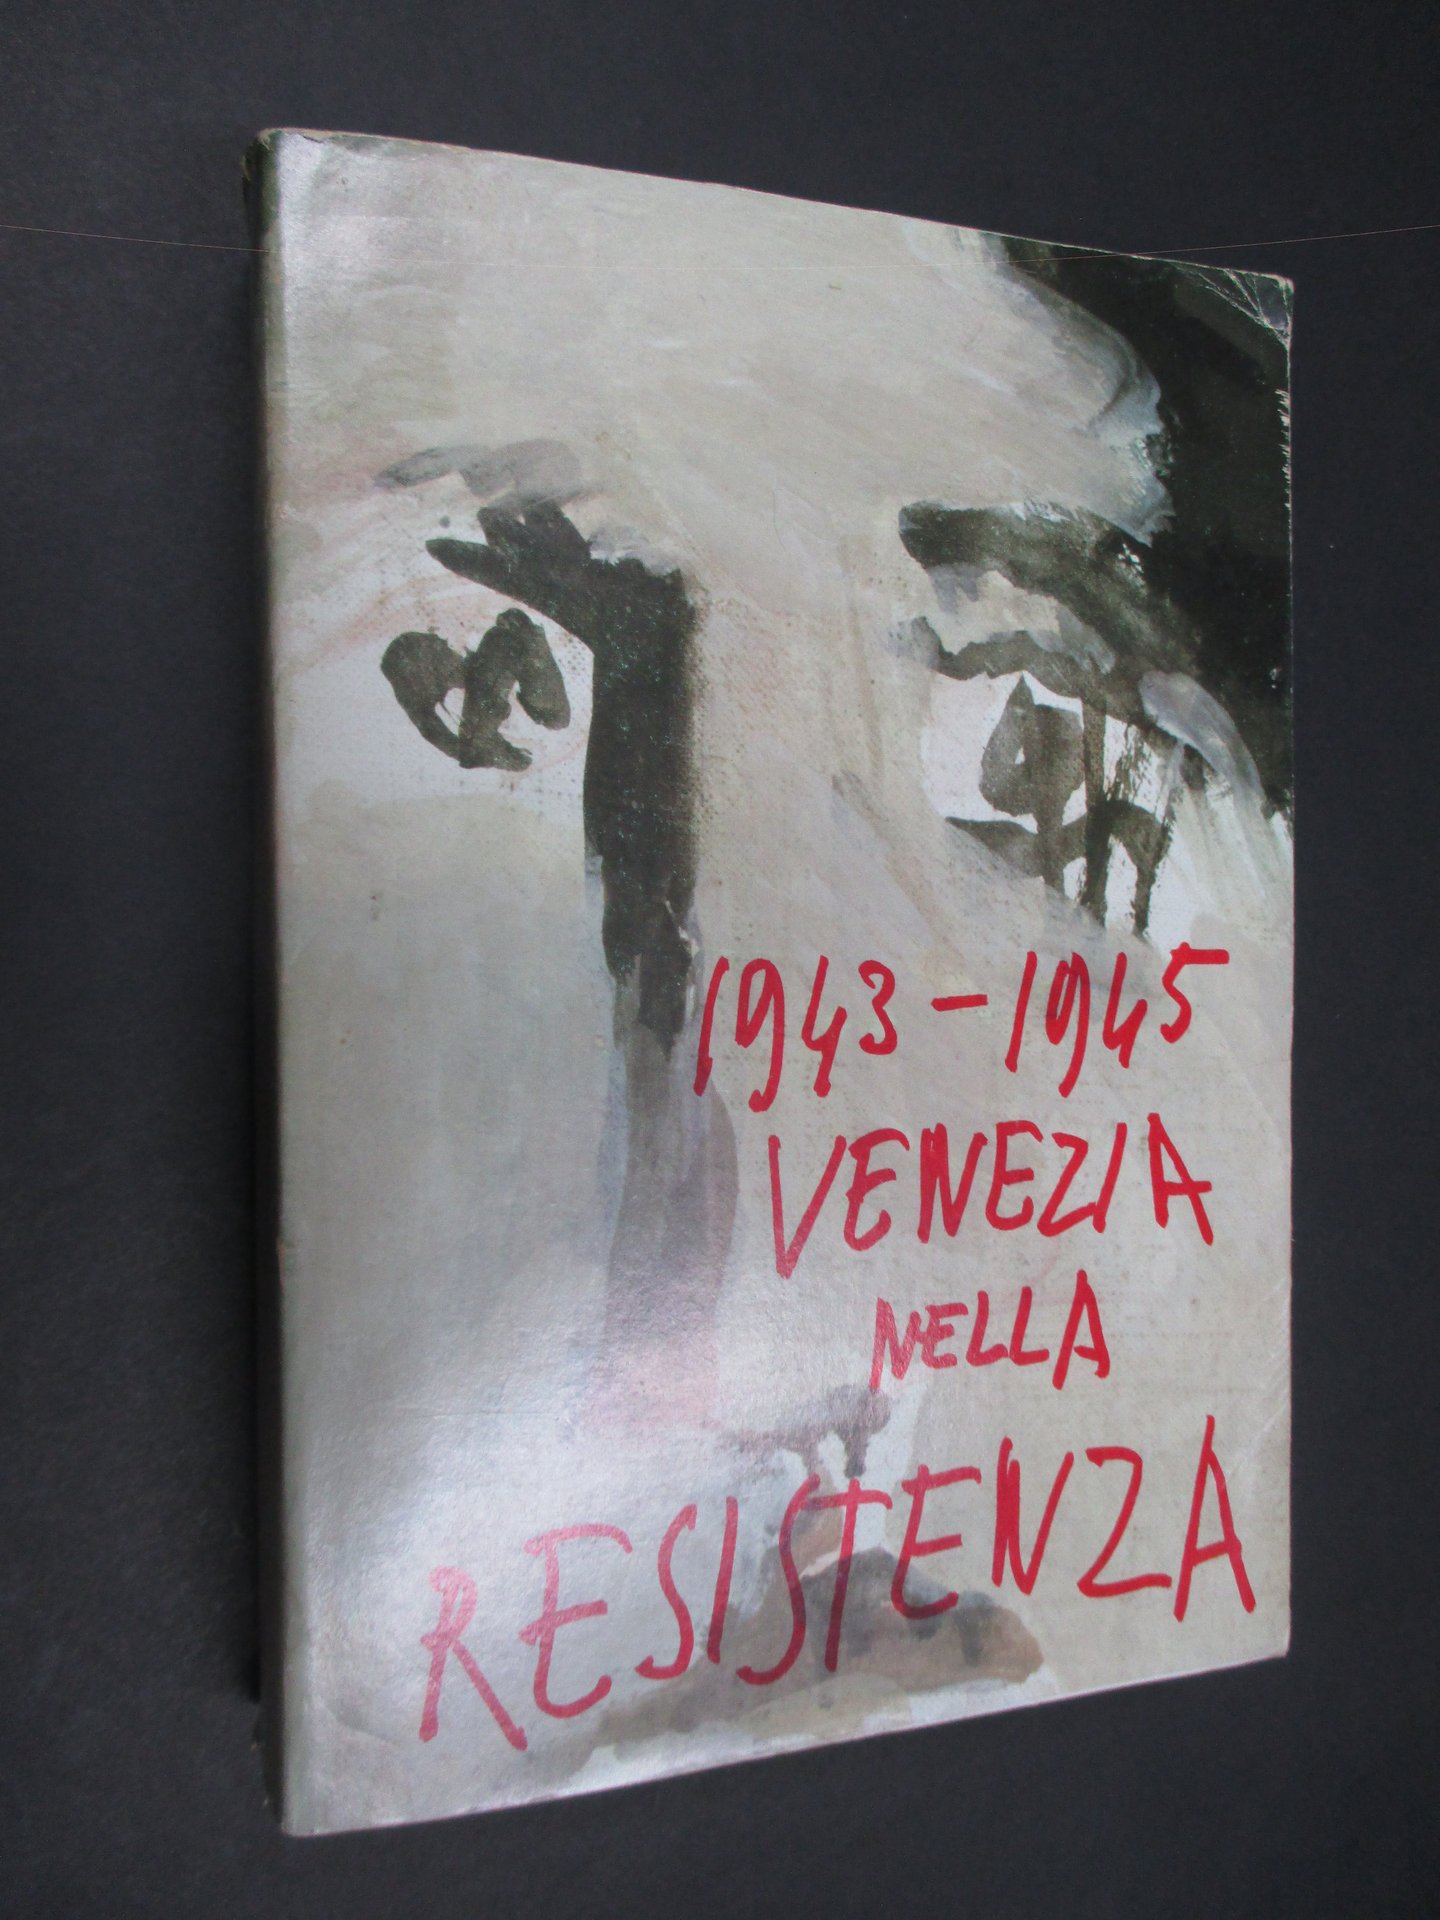 1943-1945
VENEZIA
NELLA
RESISTENZA